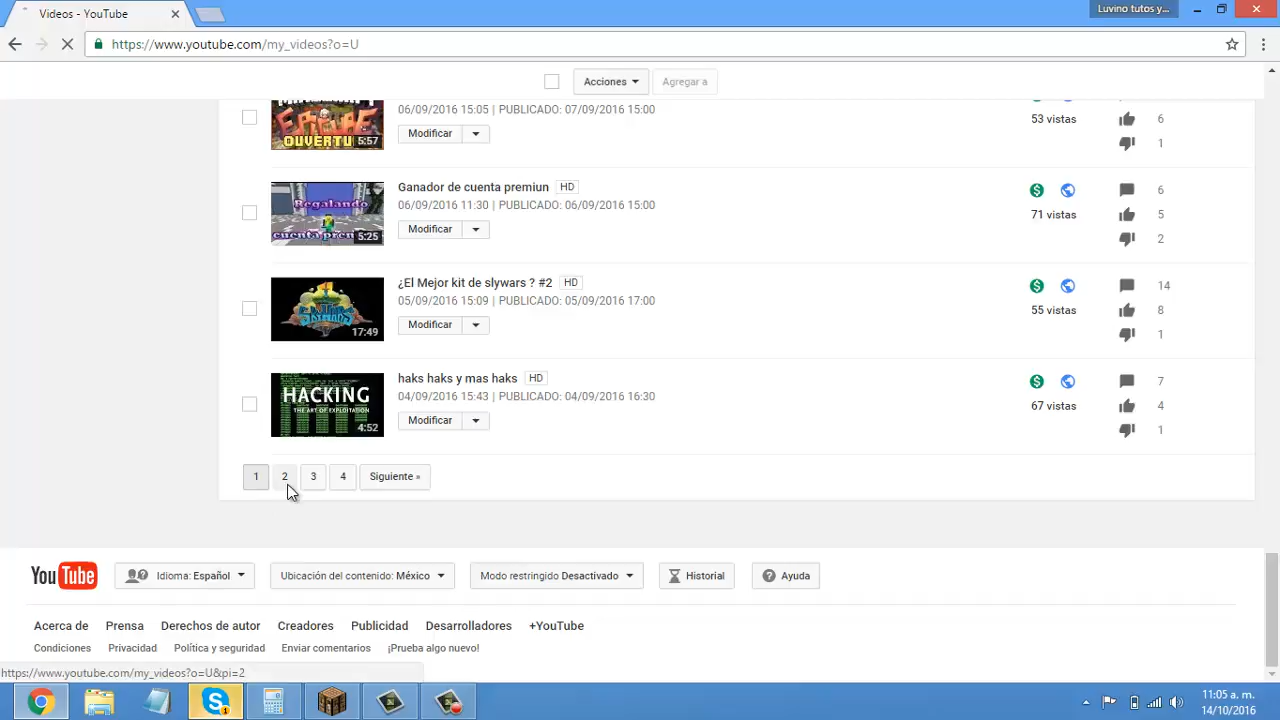 Videos - YouTube
Luvino tutos y...
https://www.youtube.com/my_videos?o=U
Acciones
Agregar a
OUVERTU
5:57
06/09/2016 15:05 | PUBLICADO: 07/09/2016 15:00
Modificar
53 vistas
6
1
Regalando
5:25
Ganador de cuenta premiun HD
06/09/2016 11:30 | PUBLICADO: 06/09/2016 15:00
Modificar
71 vistas
6
5
2
17:49
¿El Mejor kit de slywars ? #2 HD
05/09/2016 15:09 | PUBLICADO: 05/09/2016 17:00
Modificar
55 vistas
14
8
1
HACKING
THE ART OF EXPLOITATION
4:52
haks haks y mas haks HD
04/09/2016 15:43 | PUBLICADO: 04/09/2016 16:30
Modificar
67 vistas
7
4
1
1 2 3 4 Siguiente »
YouTube
Idioma: Español
Ubicación del contenido: México
Modo restringido Desactivado
Historial
Ayuda
Acerca de Prensa Derechos de autor Creadores Publicidad Desarrolladores +YouTube
Condiciones Privacidad Política y seguridad Enviar comentarios ¡Prueba algo nuevo!
https://www.youtube.com/my_videos?o=U&pi=2
11:05 a. m.
14/10/2016